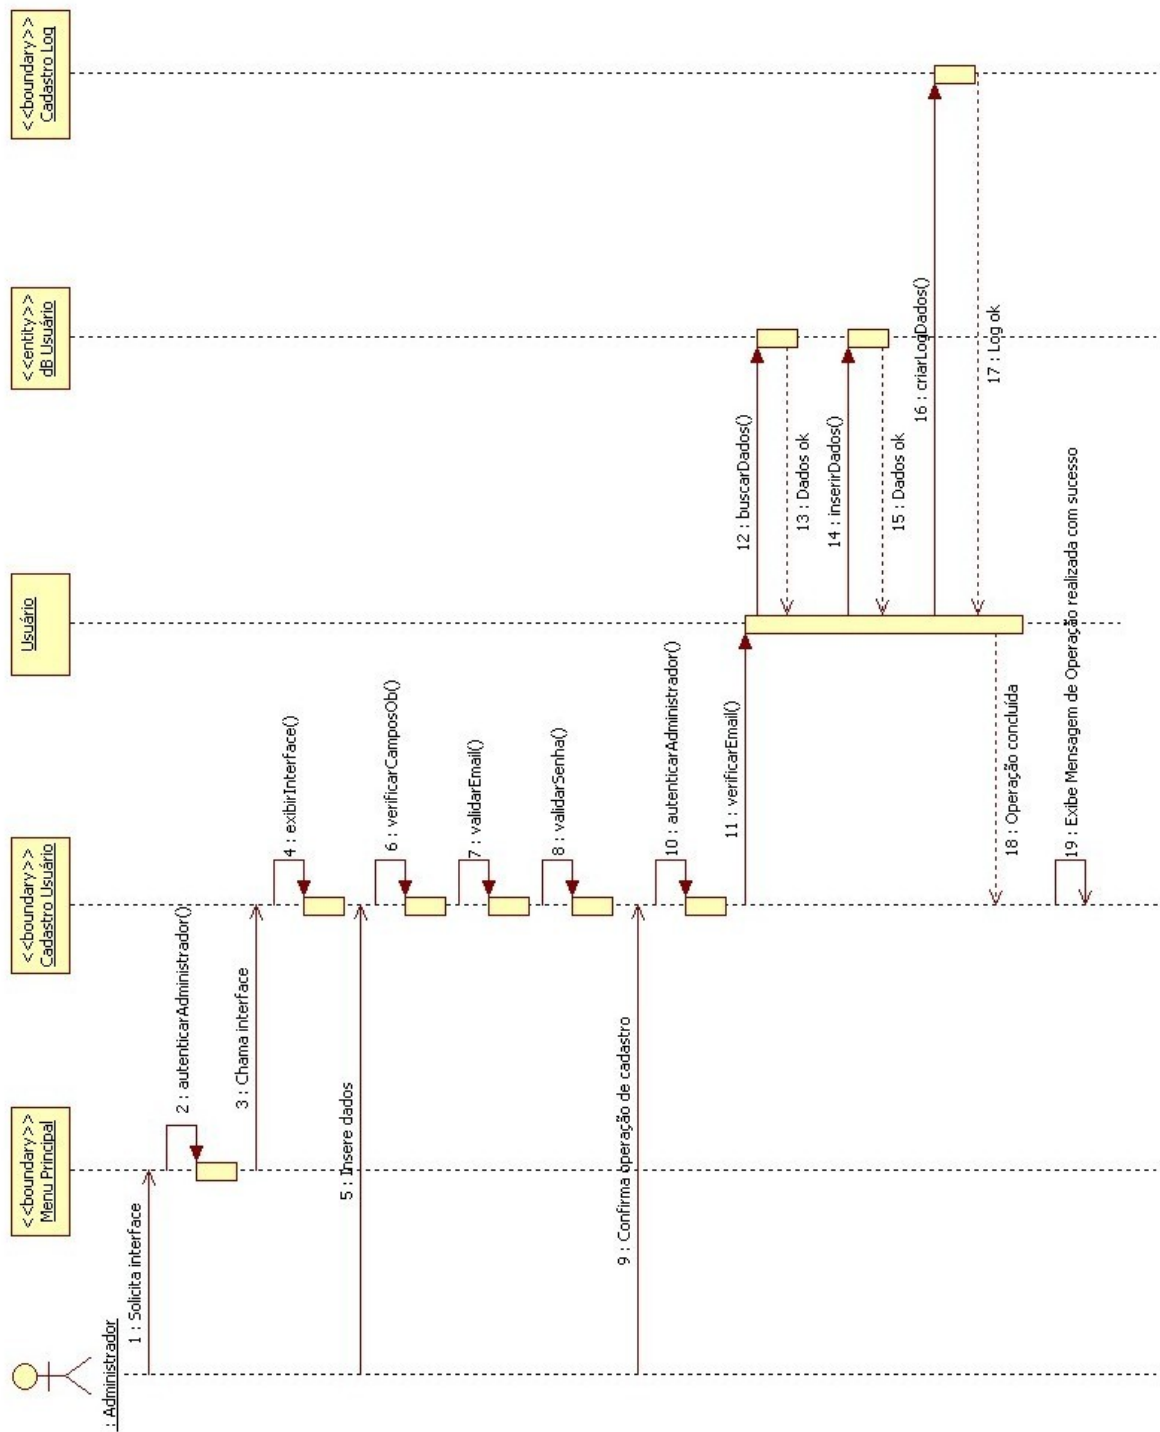 : Administrador
<<boundary>>
Menu Principal
<<boundary>>
Cadastro Usuário
Usuário
<<entity>>
dB Usuário
<<boundary>>
Cadastro Log
1 : Solicita interface
2 : autenticarAdministrador()
3 : Chama interface
4 : exibirInterface()
5 : Insere dados
6 : verificarCamposOb()
7 : validarEmail()
8 : validarSenha()
9 : Confirma operação de cadastro
10 : autenticarAdministrador()
11 : verificarEmail()
12 : buscarDados()
13 : Dados ok
14 : inserirDados()
15 : Dados ok
16 : criarLogDados()
17 : Log ok
18 : Operação concluída
19 : Exibe Mensagem de Operação realizada com sucesso